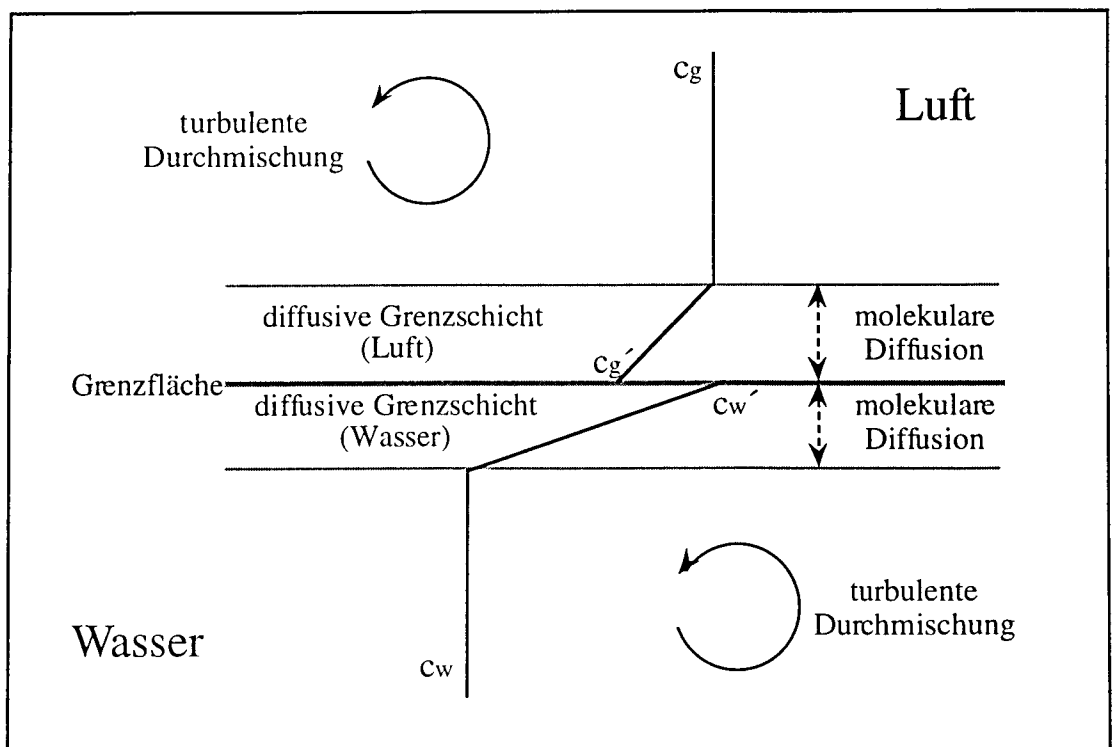 cg
Luft
turbulente
Durchmischung
diffusive Grenzschicht
(Luft)
molekulare
Diffusion
cg´
Grenzfläche
diffusive Grenzschicht
(Wasser)
cw´
molekulare
Diffusion
turbulente
Durchmischung
Wasser
cw